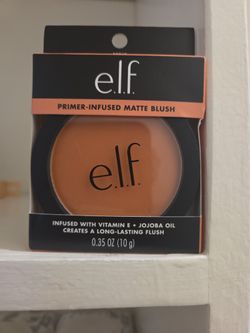 e.l.f.
PRIMER-INFUSED MATTE BLUSH
e.l.f.
INFUSED WITH VITAMIN E + JOJOBA OIL
CREATES A LONG-LASTING FLUSH
0.35 OZ (10 g)